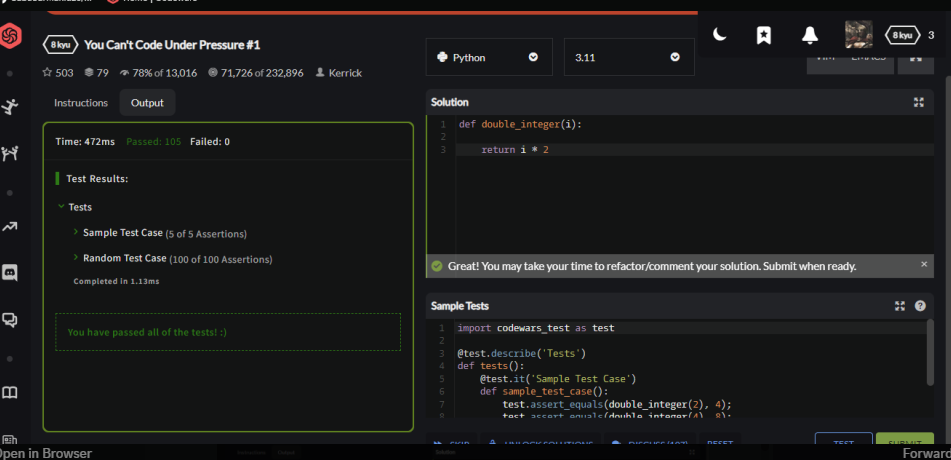 8 kyu You Can't Code Under Pressure #1
503 79 78% of 13,016 71,726 of 232,896 Kerrick
Python 3.11
8 kyu 3
VIM EMACS
Instructions Output
Time: 472ms Passed: 105 Failed: 0
Test Results:
Tests
Sample Test Case (5 of 5 Assertions)
Random Test Case (100 of 100 Assertions)
Completed in 1.13ms
You have passed all of the tests! :)
Solution
1 def double_integer(i):
2
3 return i * 2
Great! You may take your time to refactor/comment your solution. Submit when ready.
Sample Tests
1 import codewars_test as test
2
3 @test.describe('Tests')
4 def tests():
5 @test.it('Sample Test Case')
6 def sample_test_case():
7 test.assert_equals(double_integer(2), 4);
8 test.assert_equals(double_integer(4), 8);
SKIP UNLOCK SOLUTIONS DISCUSS (107) RESET TEST SUBMIT
Open in Browser
Forward